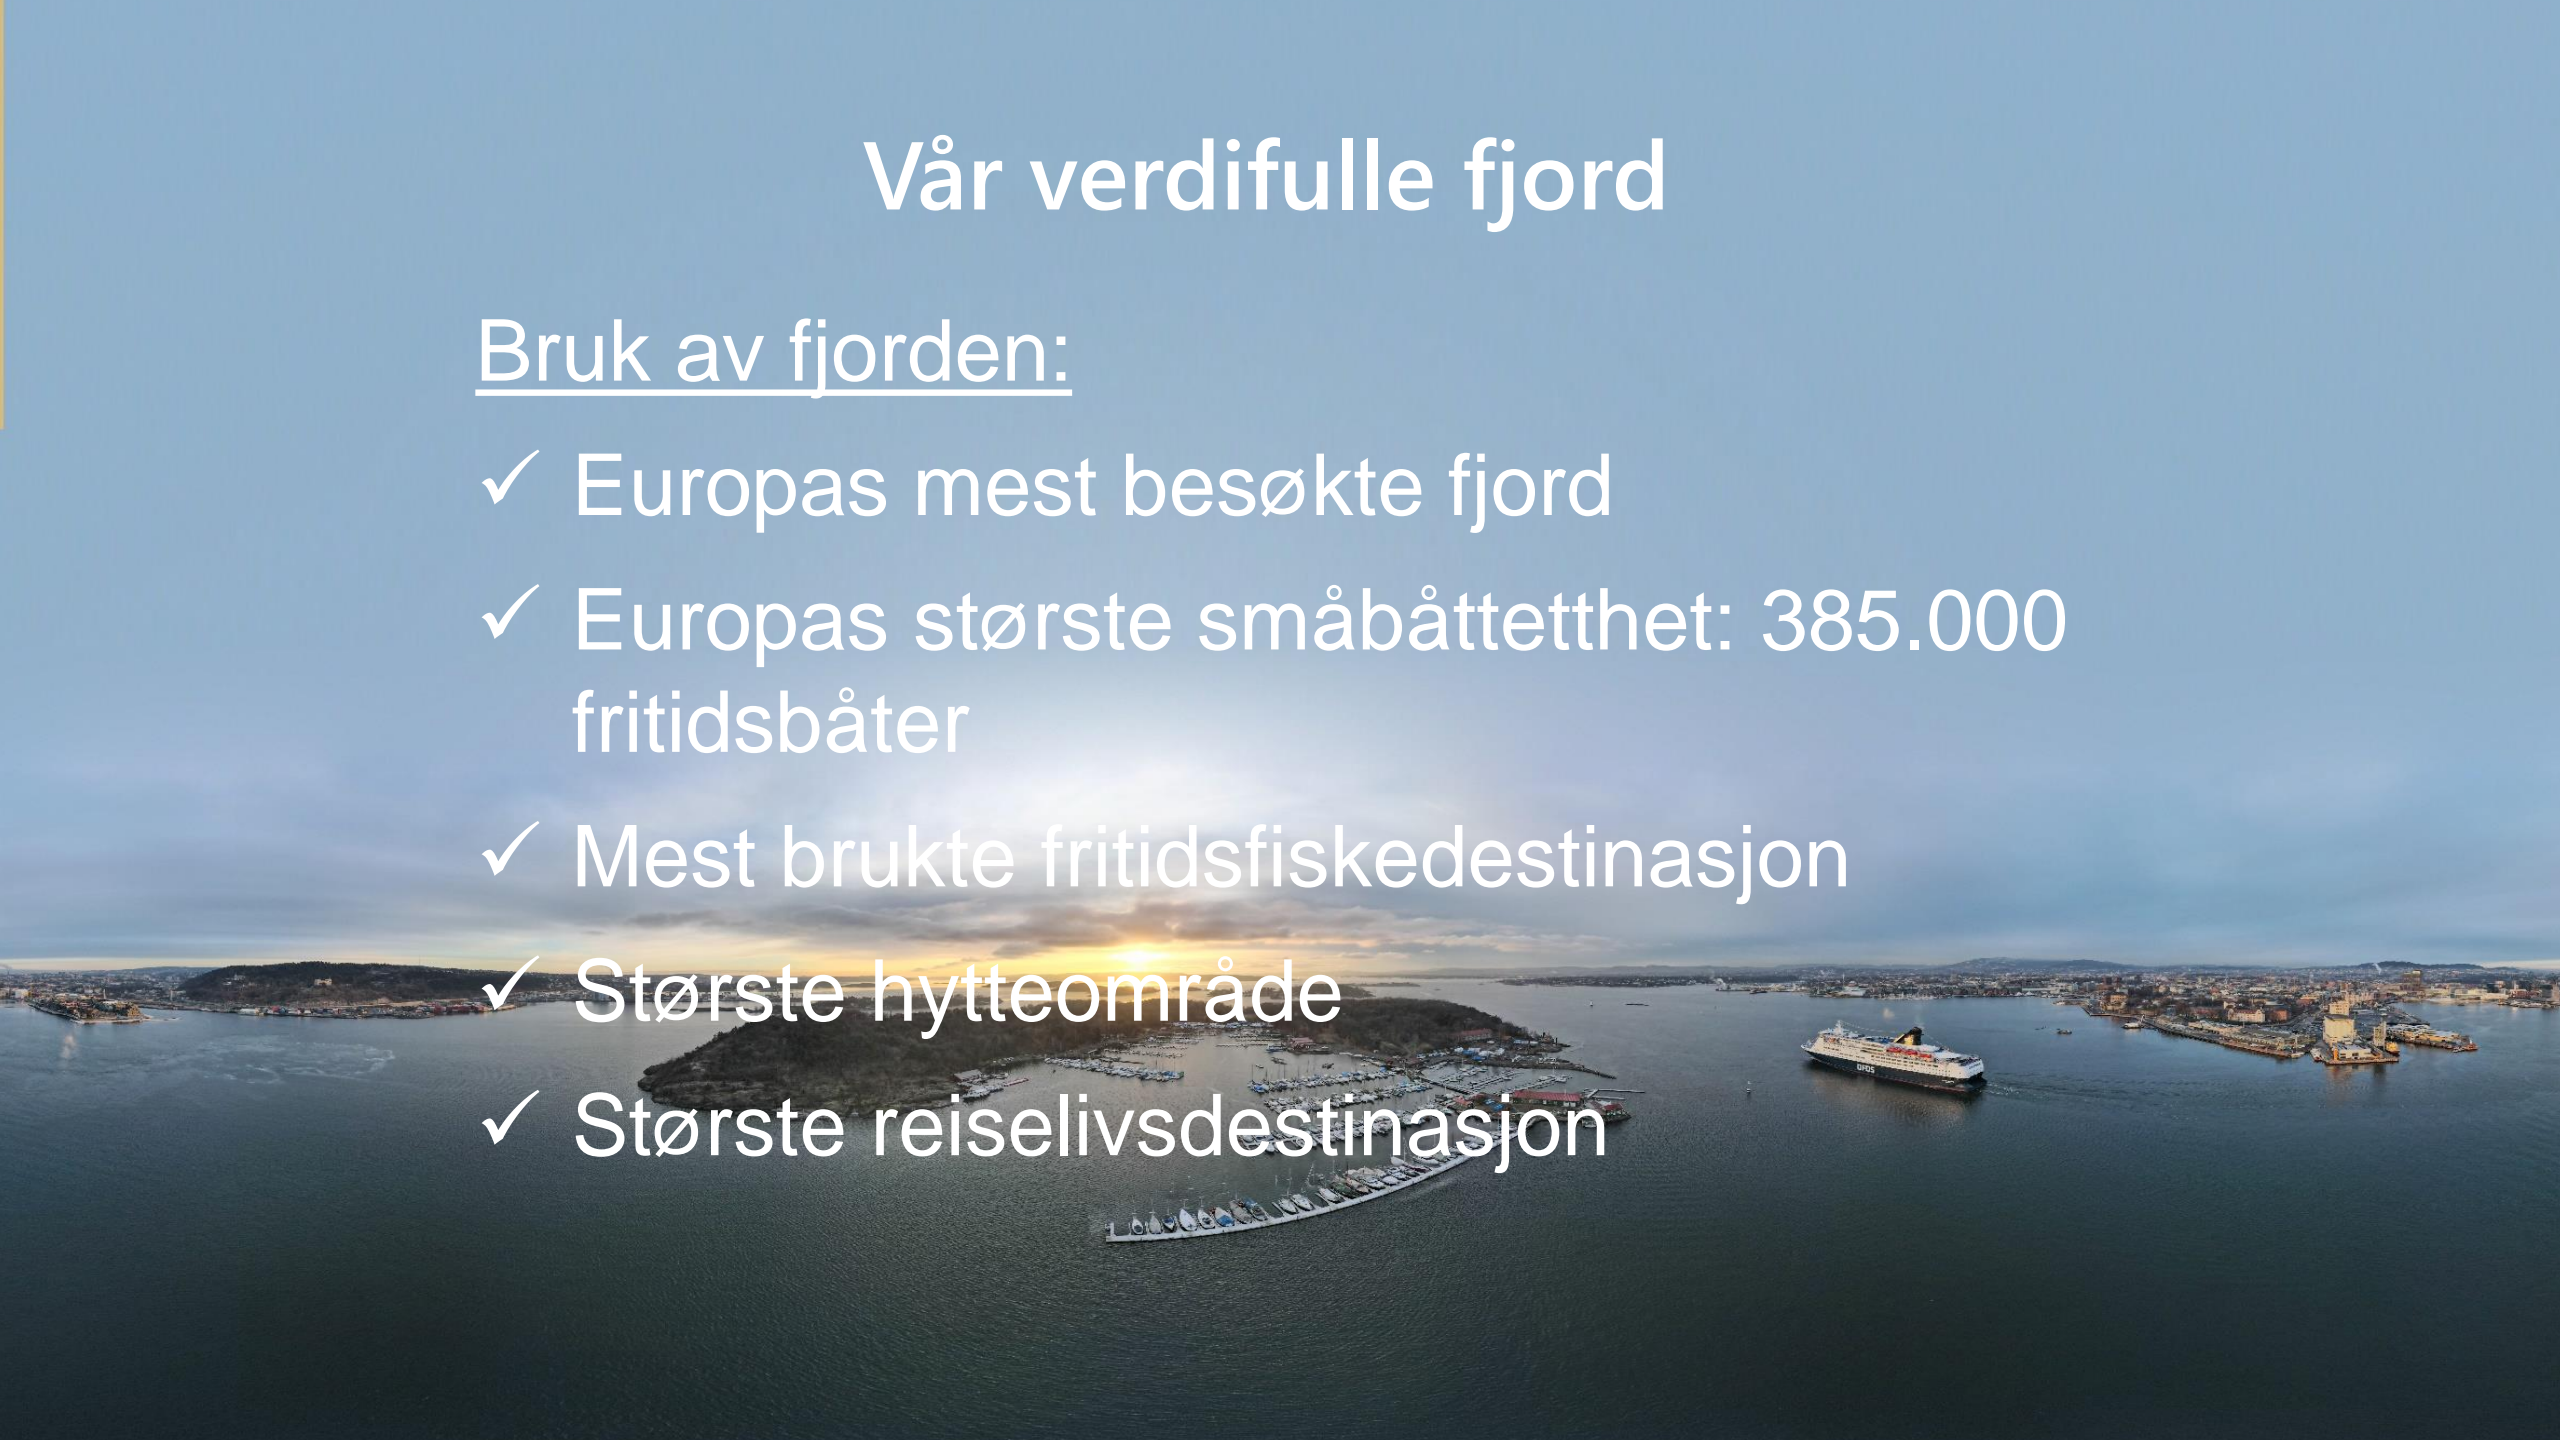 Vår verdifulle fjord
Bruk av fjorden:
✓ Europas mest besøkte fjord
✓ Europas største småbåttetthet: 385.000
fritidsbåter
✓ Mest brukte fritidsfiskedestinasjon
✓ Største hytteområde
✓ Største reiselivsdestinasjon
DFDS